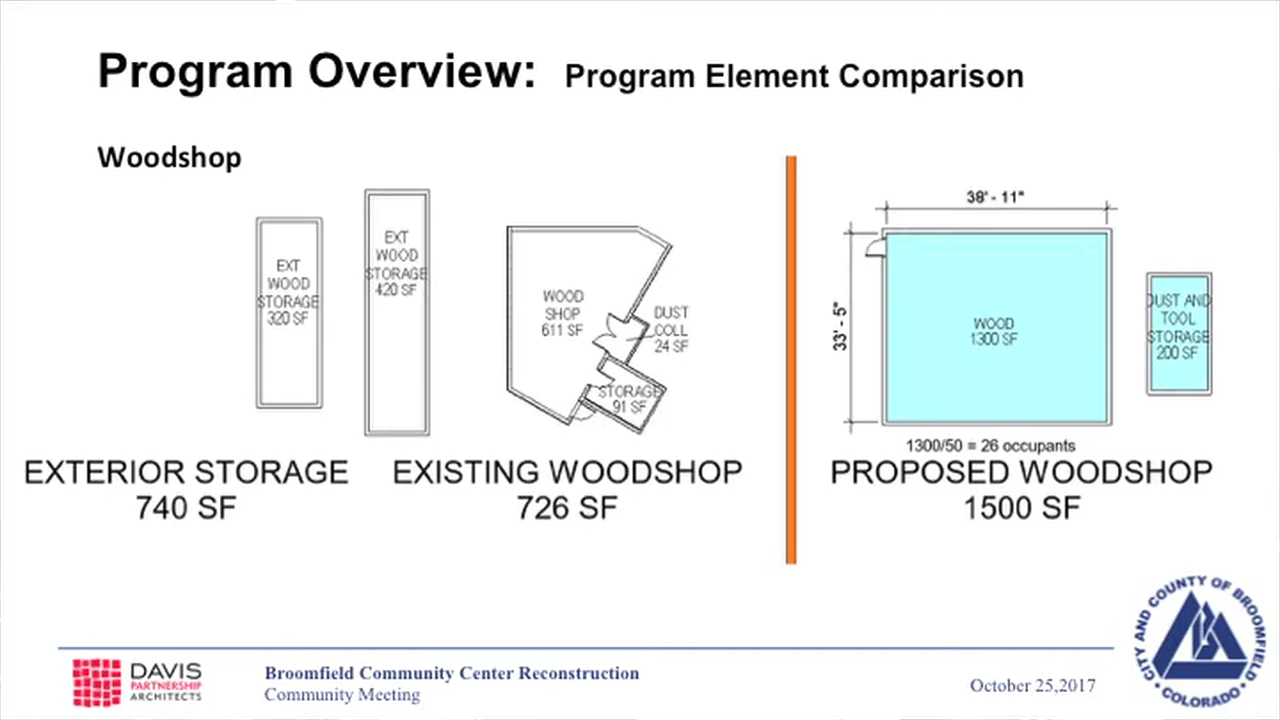 Program Overview: Program Element Comparison
Woodshop
EXT
WOOD
STORAGE
320 SF
EXT
WOOD
STORAGE
420 SF
WOOD
SHOP
611 SF
DUST
COLL
24 SF
STORAGE
91 SF
38' - 11"
33' - 5"
WOOD
1300 SF
DUST AND
TOOL
STORAGE
200 SF
1300/50 = 26 occupants
EXTERIOR STORAGE
740 SF
EXISTING WOODSHOP
726 SF
PROPOSED WOODSHOP
1500 SF
DAVIS
PARTNERSHIP
ARCHITECTS
Broomfield Community Center Reconstruction
Community Meeting
October 25,2017
CITY AND COUNTY OF BROOMFIELD
• COLORADO •